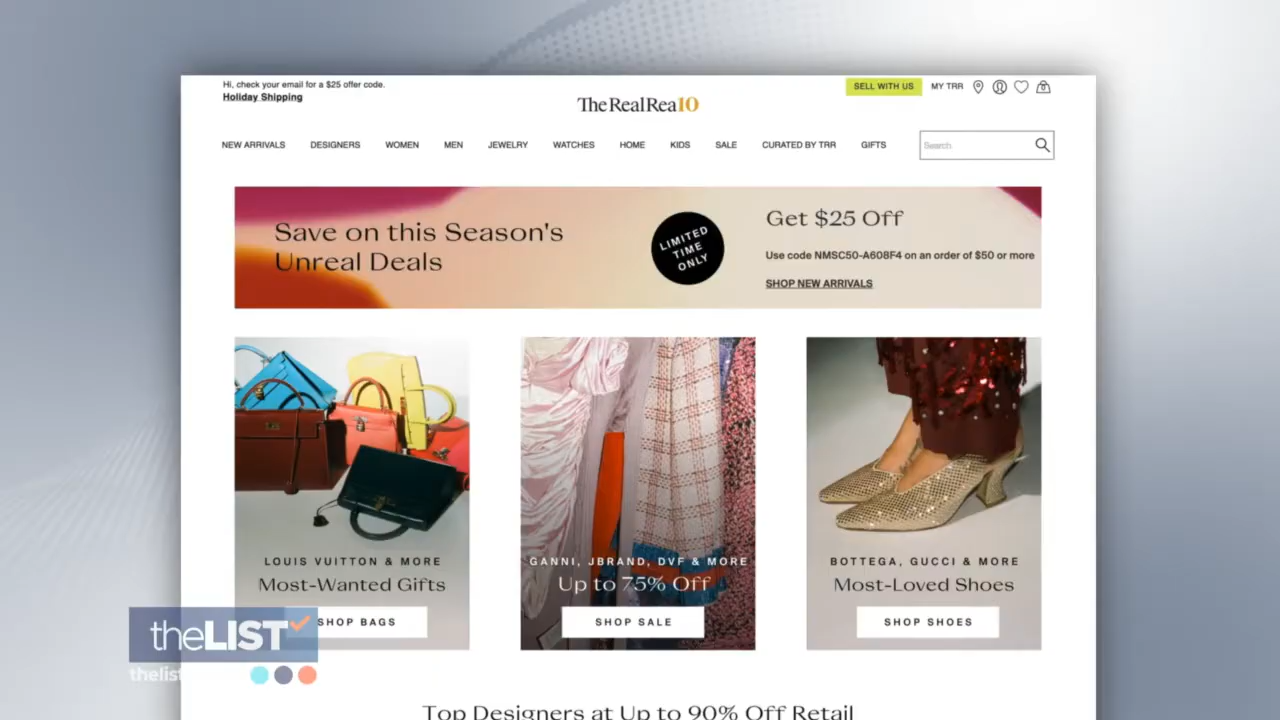 Hi, check your email for a $25 offer code.
Holiday Shipping
TheRealRea10
SELL WITH US
MY TRR
0
NEW ARRIVALS
DESIGNERS
WOMEN
MEN
JEWELRY
WATCHES
HOME
KIDS
SALE
CURATED BY TRR
GIFTS
Search
Save on this Season's
Unreal Deals
LIMITED
TIME
ONLY
Get $25 Off
Use code NMSC50-A608F4 on an order of $50 or more
SHOP NEW ARRIVALS
LOUIS VUITTON & MORE
Most-Wanted Gifts
SHOP BAGS
GANNI, JBRAND, DVF & MORE
Up to 75% Off
SHOP SALE
BOTTEGA, GUCCI & MORE
Most-Loved Shoes
SHOP SHOES
theLIST
thelist
Top Designers at Up to 90% Off Retail